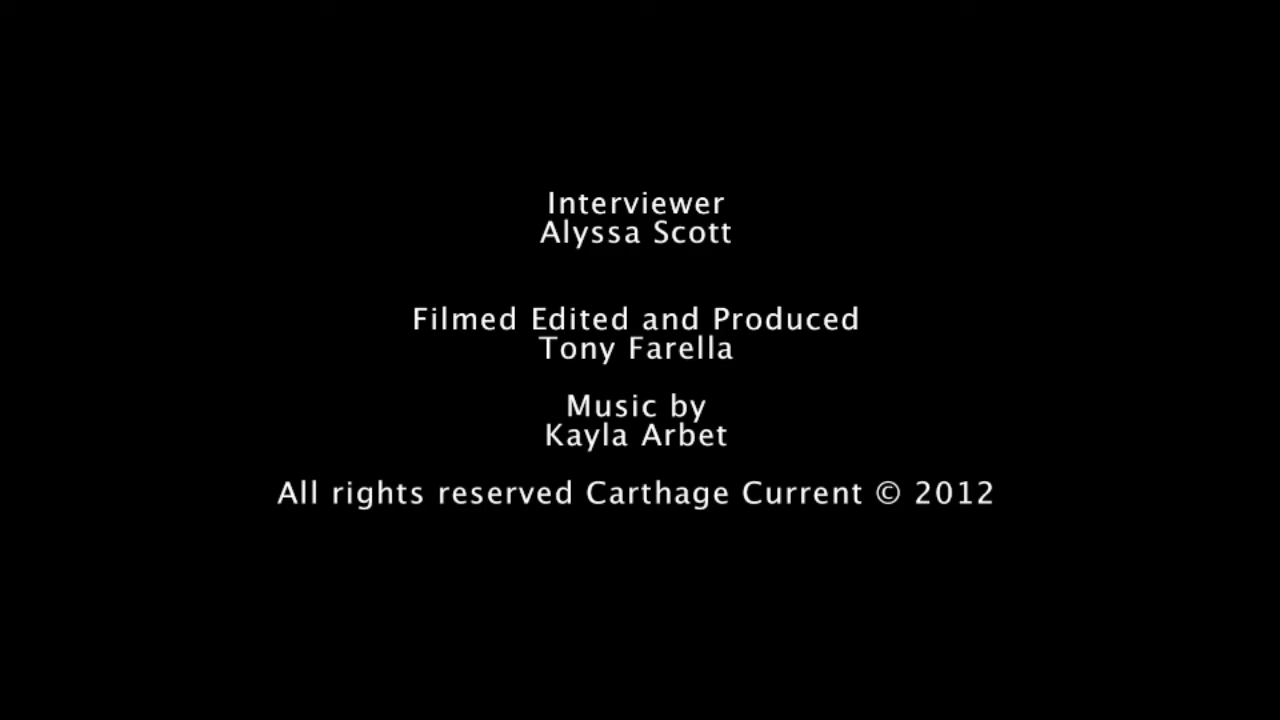 Interviewer
Alyssa Scott
Filmed Edited and Produced
Tony Farella
Music by
Kayla Arbet
All rights reserved Carthage Current © 2012